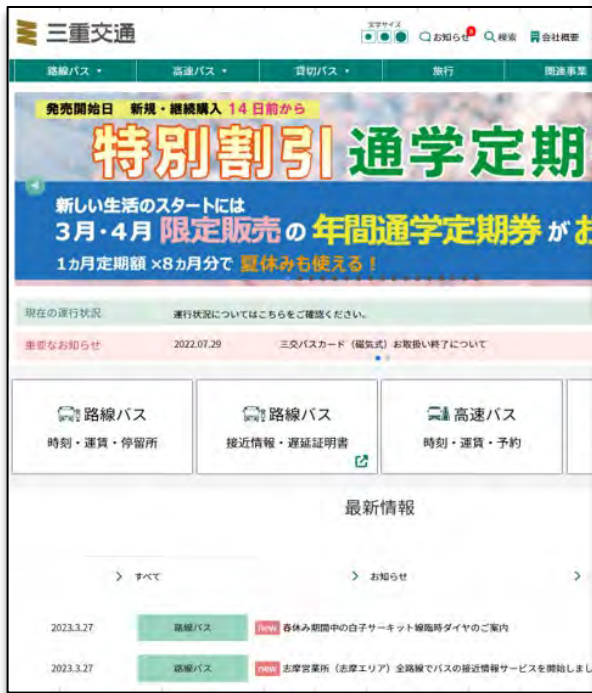 三重交通
文字サイズ
お知らせ
検索
会社概要
路線バス
高速バス
貸切バス
旅行
関連事業
発売開始日 新規・継続購入 14日前から
特別割引 通学定期
新しい生活のスタートには
3月・4月 限定販売の年間通学定期券がお
1カ月定期額×8カ月分で夏休みも使える!
現在の運行状況 運行状況についてはこちらをご確認ください。
重要なお知らせ 2022.07.29 三交バスカード(磁気式)お取扱い終了について
路線バス
時刻・運賃・停留所
路線バス
接近情報・遅延証明書
高速バス
時刻・運賃・予約
最新情報
すべて
お知らせ
2023.3.27 路線バス new 春休み期間中の白子サーキット線臨時ダイヤのご案内
2023.3.27 路線バス new 志摩営業所(志摩エリア)全路線でバスの接近情報サービスを開始しまし